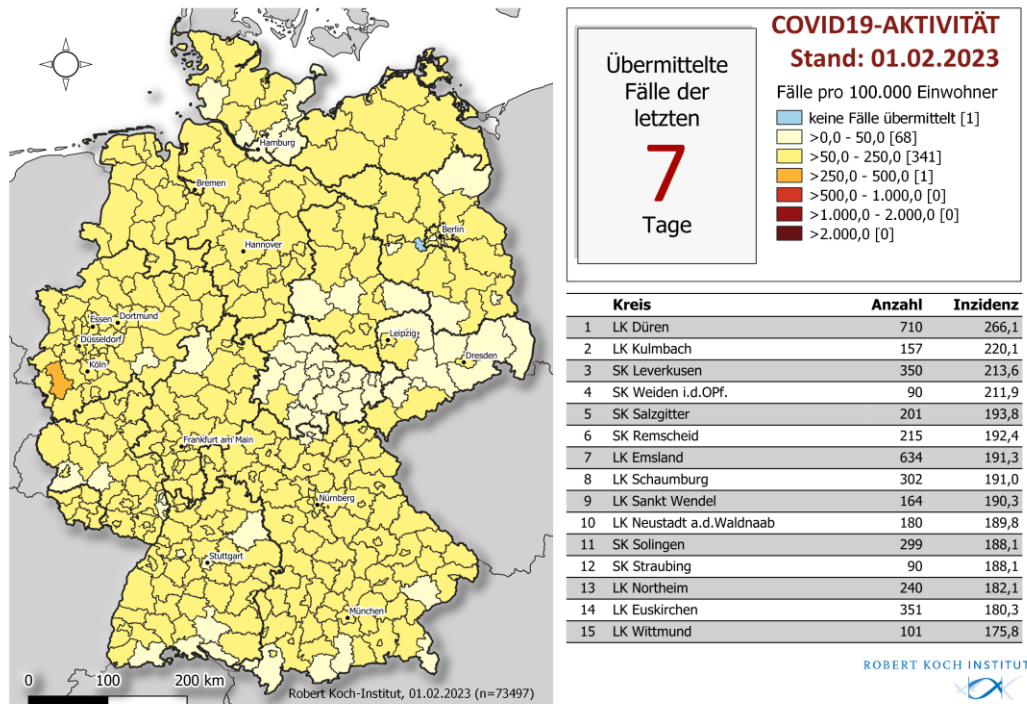 Hamburg
Bremen
Berlin
Hannover
Essen
Dortmund
Düsseldorf
Leipzig
Köln
Dresden
Frankfurt am Main
Nürnberg
Stuttgart
München
0 100 200 km
Robert Koch-Institut, 01.02.2023 (n=73497)
Übermittelte
Fälle der
letzten
7
Tage
COVID19-AKTIVITÄT
Stand: 01.02.2023
Fälle pro 100.000 Einwohner
keine Fälle übermittelt [1]
>0,0 - 50,0 [68]
>50,0 - 250,0 [341]
>250,0 - 500,0 [1]
>500,0 - 1.000,0 [0]
>1.000,0 - 2.000,0 [0]
>2.000,0 [0]
Kreis Anzahl Inzidenz
1 LK Düren 710 266,1
2 LK Kulmbach 157 220,1
3 SK Leverkusen 350 213,6
4 SK Weiden i.d.OPf. 90 211,9
5 SK Salzgitter 201 193,8
6 SK Remscheid 215 192,4
7 LK Emsland 634 191,3
8 LK Schaumburg 302 191,0
9 LK Sankt Wendel 164 190,3
10 LK Neustadt a.d.Waldnaab 180 189,8
11 SK Solingen 299 188,1
12 SK Straubing 90 188,1
13 LK Northeim 240 182,1
14 LK Euskirchen 351 180,3
15 LK Wittmund 101 175,8
ROBERT KOCH INSTITUT